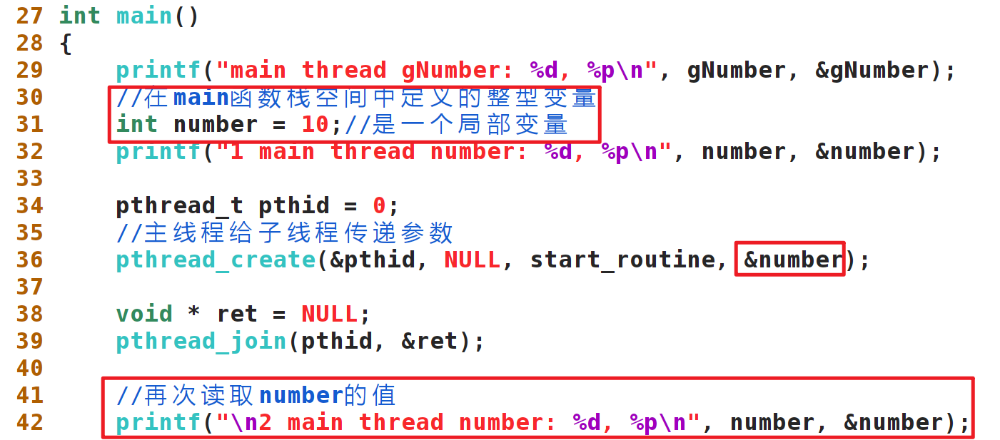 27 int main()
28 {
29     printf("main thread gNumber: %d, %p\n", gNumber, &gNumber);
30     //在main函数栈空间中定义的整型变量
31     int number = 10;//是一个局部变量
32     printf("1 main thread number: %d, %p\n", number, &number);
33
34     pthread_t pthid = 0;
35     //主线程给子线程传递参数
36     pthread_create(&pthid, NULL, start_routine, &number);
37
38     void * ret = NULL;
39     pthread_join(pthid, &ret);
40
41     //再次读取number的值
42     printf("\n2 main thread number: %d, %p\n", number, &number);